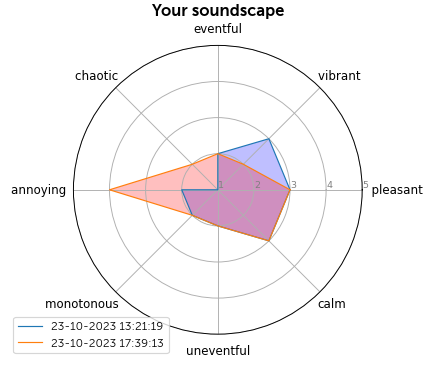 Your soundscape
eventful
chaotic
vibrant
annoying
1 2 3 4 5
pleasant
monotonous
calm
23-10-2023 13:21:19
23-10-2023 17:39:13
uneventful